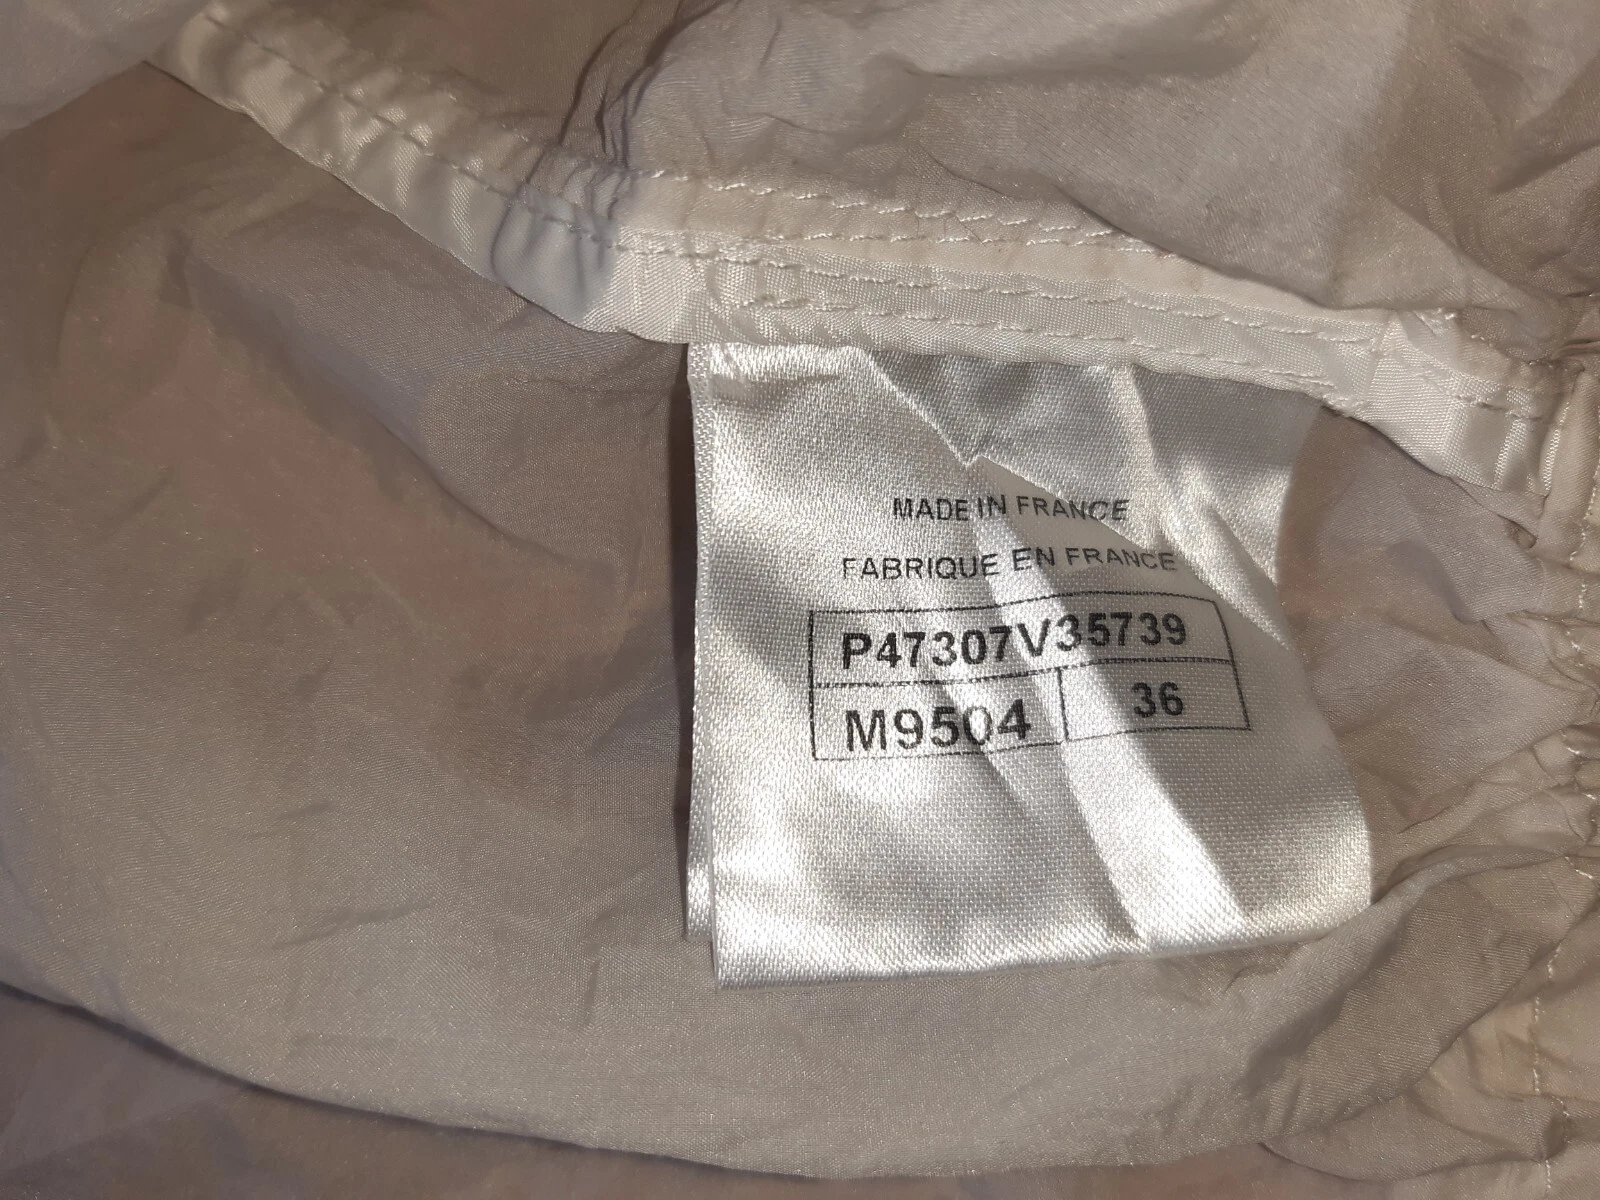 MADE IN FRANCE
FABRIQUE EN FRANCE
P47307V35739
M9504 36